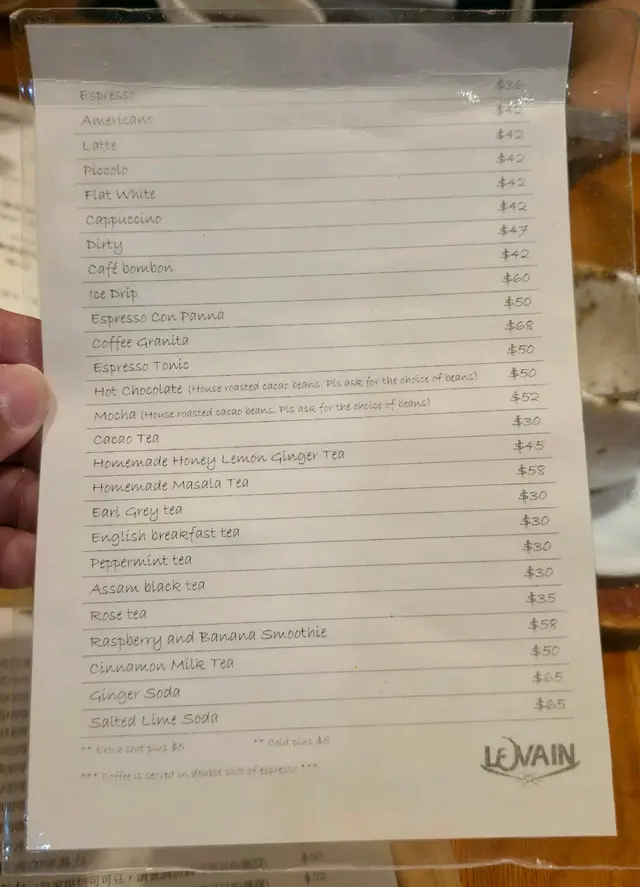 Espresso $36
Americano $42
Latte $42
Piccolo $42
Flat White $42
Cappuccino $42
Dirty $47
Café bombon $42
Ice Drip $60
Espresso Con Panna $50
Coffee Granita $68
Espresso Tonic $50
Hot Chocolate (House roasted cacao beans. Pls ask for the choice of beans) $50
Mocha (House roasted cacao beans. Pls ask for the choice of beans) $52
Cacao Tea $30
Homemade Honey Lemon Ginger Tea $45
Homemade Masala Tea $58
Earl Grey tea $30
English breakfast tea $30
Peppermint tea $30
Assam black tea $30
Rose tea $35
Raspberry and Banana Smoothie $58
Cinnamon Milk Tea $50
Ginger Soda $65
Salted Lime Soda $65
** Extra shot plus $5 ** Cold plus $5
*** Coffee is served in double shot of espresso ***
LEVAIN
$52